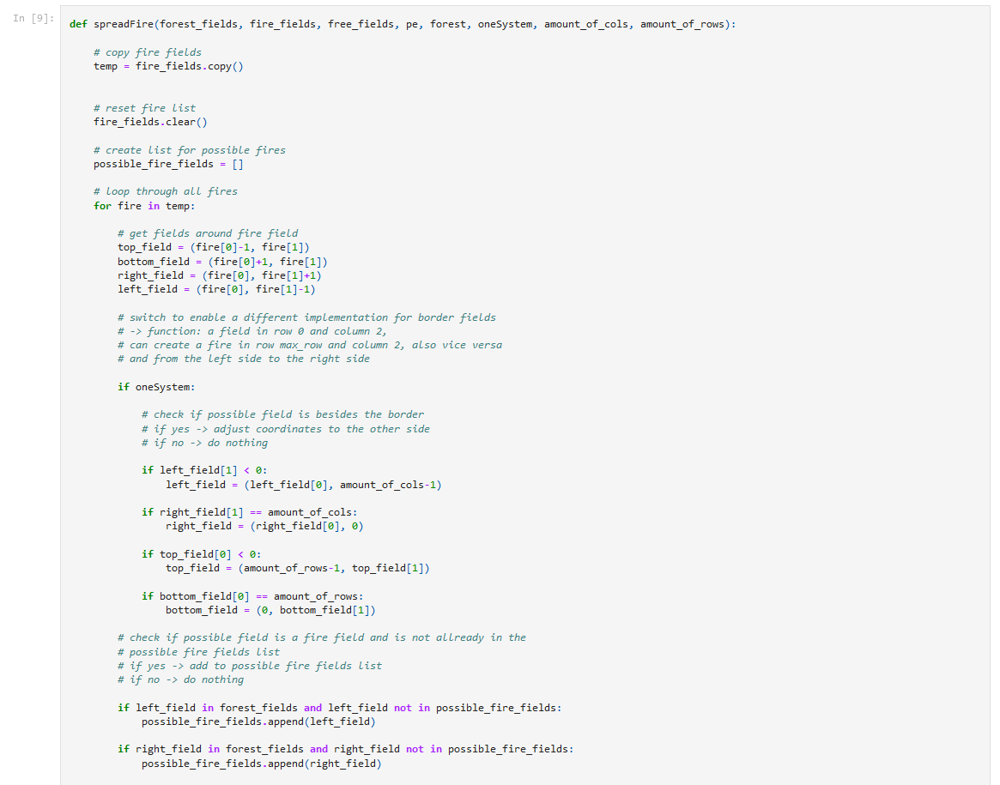 In [9]:
def spreadFire(forest_fields, fire_fields, free_fields, pe, forest, oneSystem, amount_of_cols, amount_of_rows):
# copy fire fields
temp = fire_fields.copy()
# reset fire list
fire_fields.clear()
# create list for possible fires
possible_fire_fields = []
# loop through all fires
for fire in temp:
# get fields around fire field
top_field = (fire[0]-1, fire[1])
bottom_field = (fire[0]+1, fire[1])
right_field = (fire[0], fire[1]+1)
left_field = (fire[0], fire[1]-1)
# switch to enable a different implementation for border fields
# -> function: a field in row 0 and column 2,
# can create a fire in row max_row and column 2, also vice versa
# and from the left side to the right side
if oneSystem:
# check if possible field is besides the border
# if yes -> adjust coordinates to the other side
# if no -> do nothing
if left_field[1] < 0:
left_field = (left_field[0], amount_of_cols-1)
if right_field[1] == amount_of_cols:
right_field = (right_field[0], 0)
if top_field[0] < 0:
top_field = (amount_of_rows-1, top_field[1])
if bottom_field[0] == amount_of_rows:
bottom_field = (0, bottom_field[1])
# check if possible field is a fire field and is not allready in the
# possible fire fields list
# if yes -> add to possible fire fields list
# if no -> do nothing
if left_field in forest_fields and left_field not in possible_fire_fields:
possible_fire_fields.append(left_field)
if right_field in forest_fields and right_field not in possible_fire_fields:
possible_fire_fields.append(right_field)